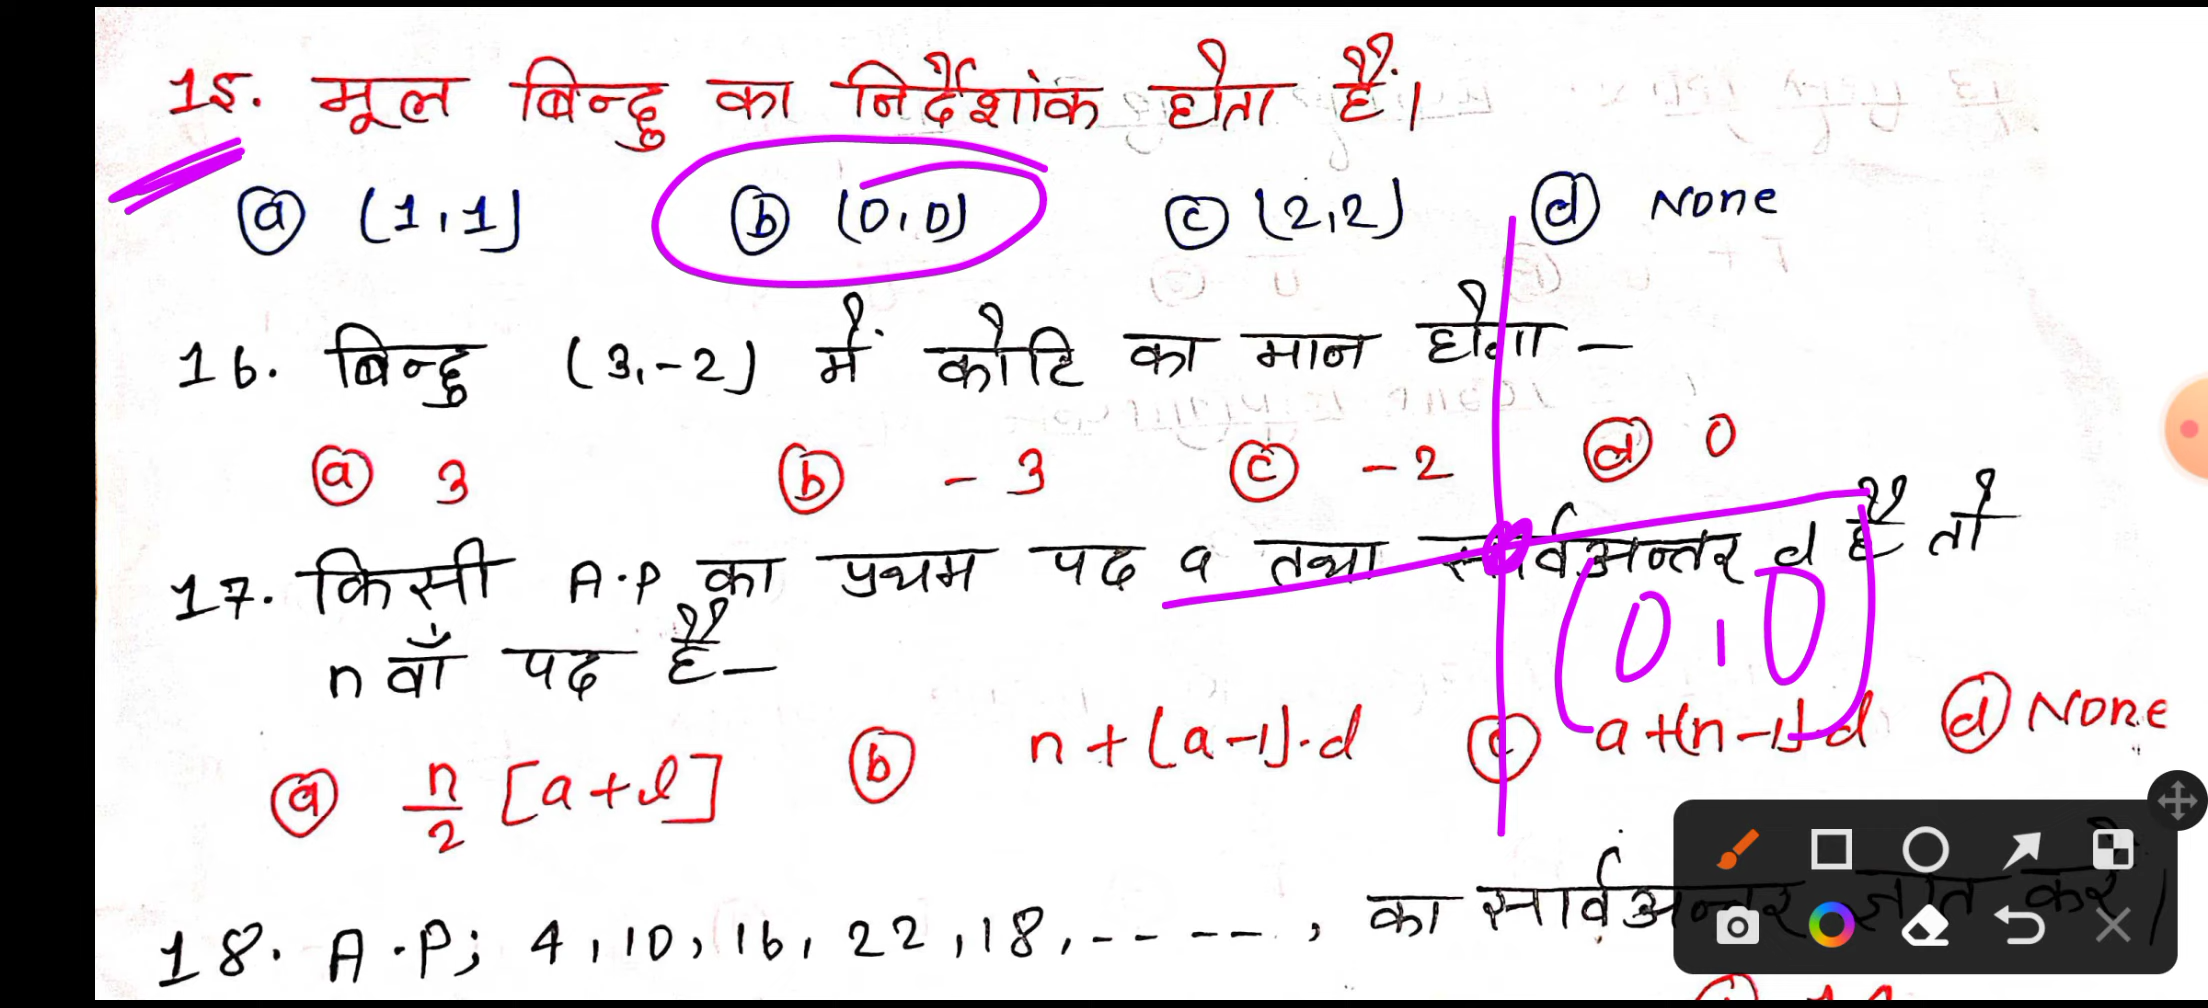 15. मूल बिन्दु का निर्देशांक होता है।
(a) (1,1) (b) (0,0) (c) (2,2) (d) None
16. बिन्दु (3,-2) में कोटि का मान होगा -
(a) 3 (b) -3 (c) -2 (d) 0
17. किसी A.P का प्रथम पद a तथा सार्वअन्तर d है तो
(0,0)
n वाँ पद है-
(a) n/2 [a+l] (b) n+(a-1).d (c) a+(n-1).d (d) None
18. A.P; 4,10,16,22,18,-----, का सार्वअन्तर ज्ञात करें।